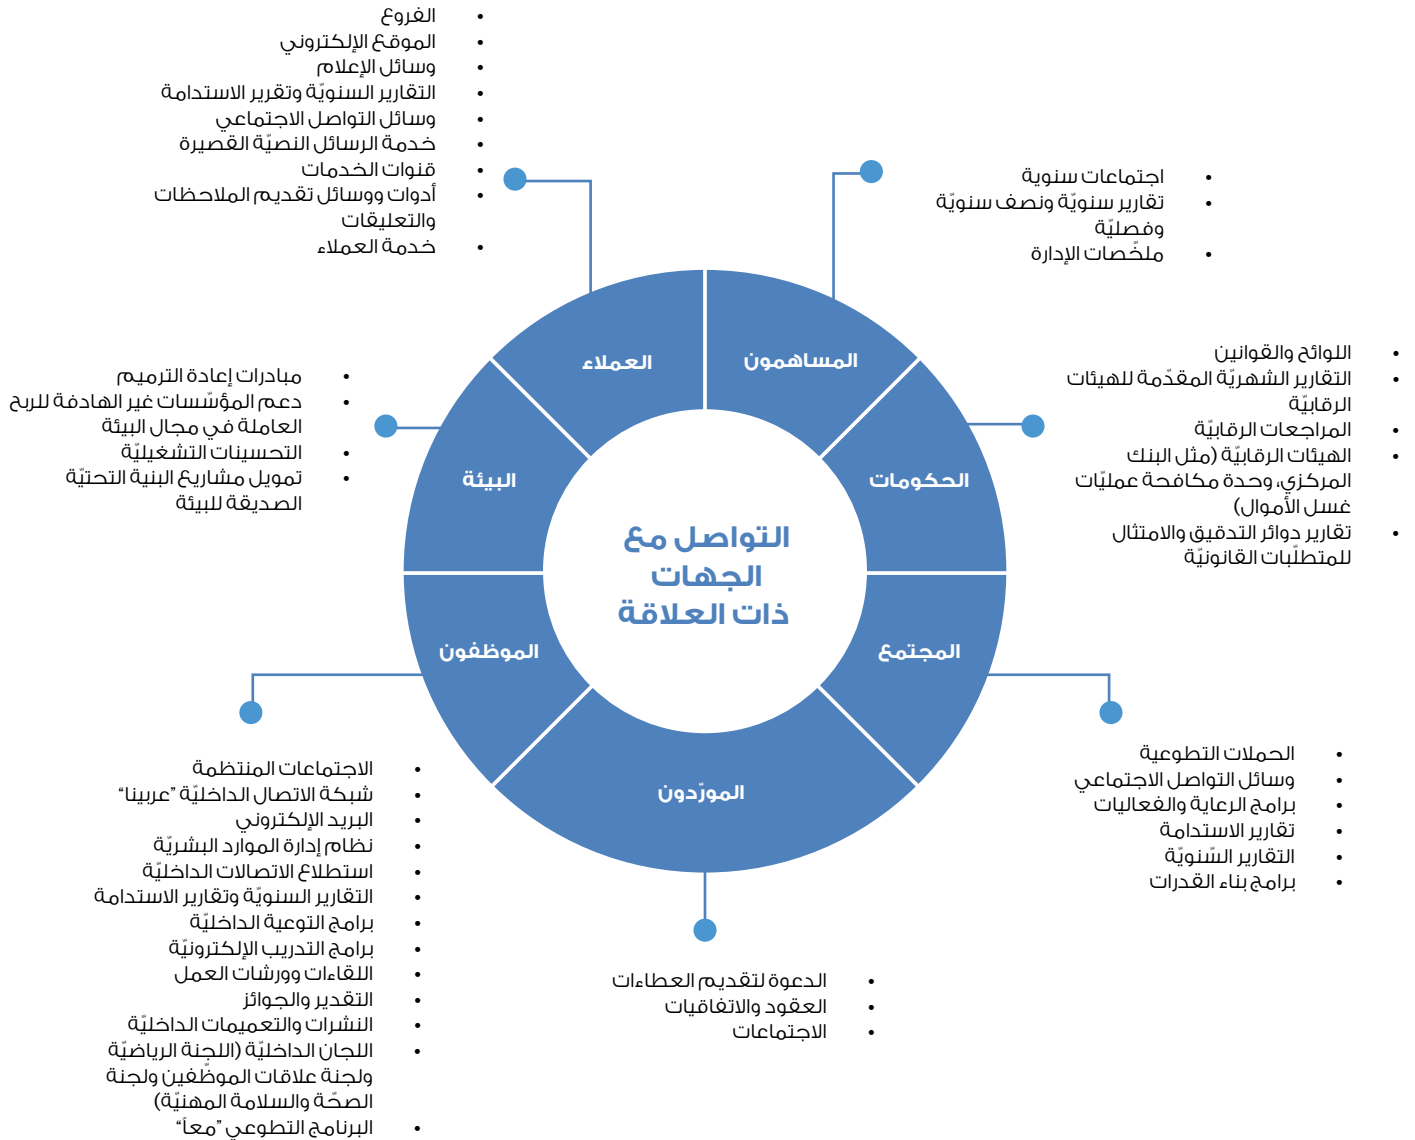 • الفروع
• الموقع الإلكتروني
• وسائل الإعلام
• التقارير السنويّة وتقرير الاستدامة
• وسائل التواصل الاجتماعي
• خدمة الرسائل النصيّة القصيرة
• قنوات الخدمات
• أدوات ووسائل تقديم الملاحظات
والتعليقات
• خدمة العملاء
• اجتماعات سنوية
• تقارير سنويّة ونصف سنويّة
وفصليّة
• ملخّصات الإدارة
• اللوائح والقوانين
• التقارير الشهريّة المقدّمة للهيئات
الرقابيّة
• المراجعات الرقابيّة
• الهيئات الرقابيّة (مثل البنك
المركزي، وحدة مكافحة عمليّات
غسل الأموال)
• تقارير دوائر التدقيق والامتثال
للمتطلّبات القانونيّة
• مبادرات إعادة الترميم
• دعم المؤسّسات غير الهادفة للربح
العاملة في مجال البيئة
• التحسينات التشغيليّة
• تمويل مشاريع البنية التحتيّة
الصديقة للبيئة
المساهمون
العملاء
الحكومات
البيئة
التواصل مع
الجهات
ذات العلاقة
المجتمع
الموظفون
المورّدون
• الحملات التطوعية
• وسائل التواصل الاجتماعي
• برامج الرعاية والفعاليات
• تقارير الاستدامة
• التقارير السّنويّة
• برامج بناء القدرات
• الاجتماعات المنتظمة
• شبكة الاتصال الداخليّة "عربينا"
• البريد الإلكتروني
• نظام إدارة الموارد البشريّة
• استطلاع الاتصالات الداخليّة
• التقارير السنويّة وتقارير الاستدامة
• برامج التوعية الداخليّة
• برامج التدريب الإلكترونيّة
• اللقاءات وورشات العمل
• التقدير والجوائز
• النشرات والتعميمات الداخليّة
• اللجان الداخليّة (اللجنة الرياضيّة
ولجنة علاقات الموظّفين ولجنة
الصحّة والسلامة المهنيّة)
• البرنامج التطوعي "معاً"
• الدعوة لتقديم العطاءات
• العقود والاتفاقيات
• الاجتماعات